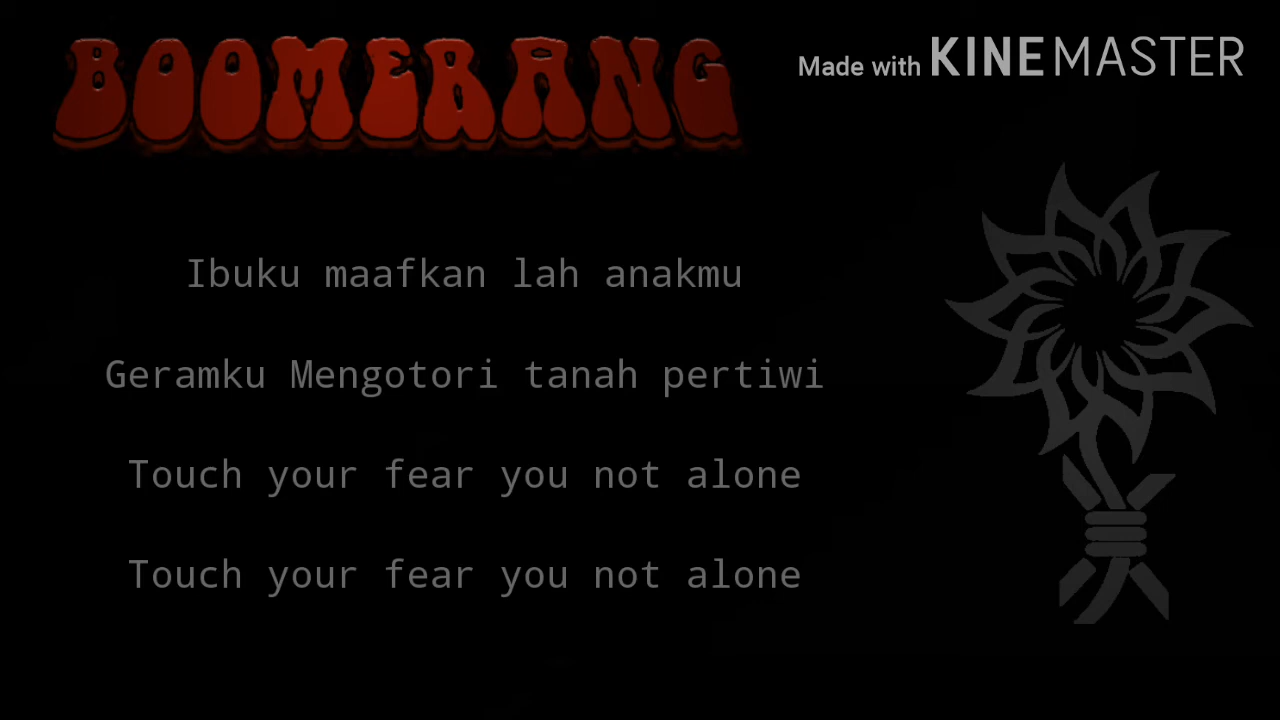 BOOMERANG
Made with KINEMASTER
Ibuku maafkan lah anakmu
Geramku Mengotori tanah pertiwi
Touch your fear you not alone
Touch your fear you not alone